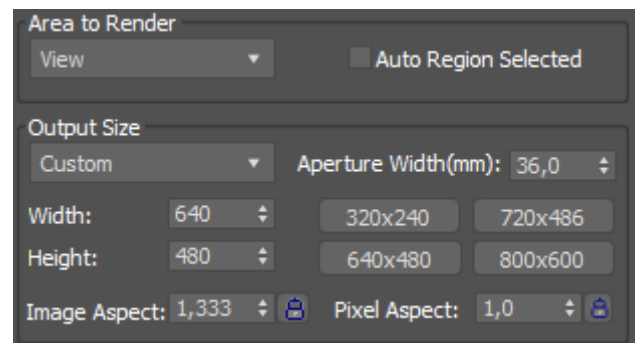 Area to Render
View Auto Region Selected
Output Size
Custom Aperture Width(mm): 36,0
Width: 640 320x240 720x486
Height: 480 640x480 800x600
Image Aspect: 1,333 Pixel Aspect: 1,0